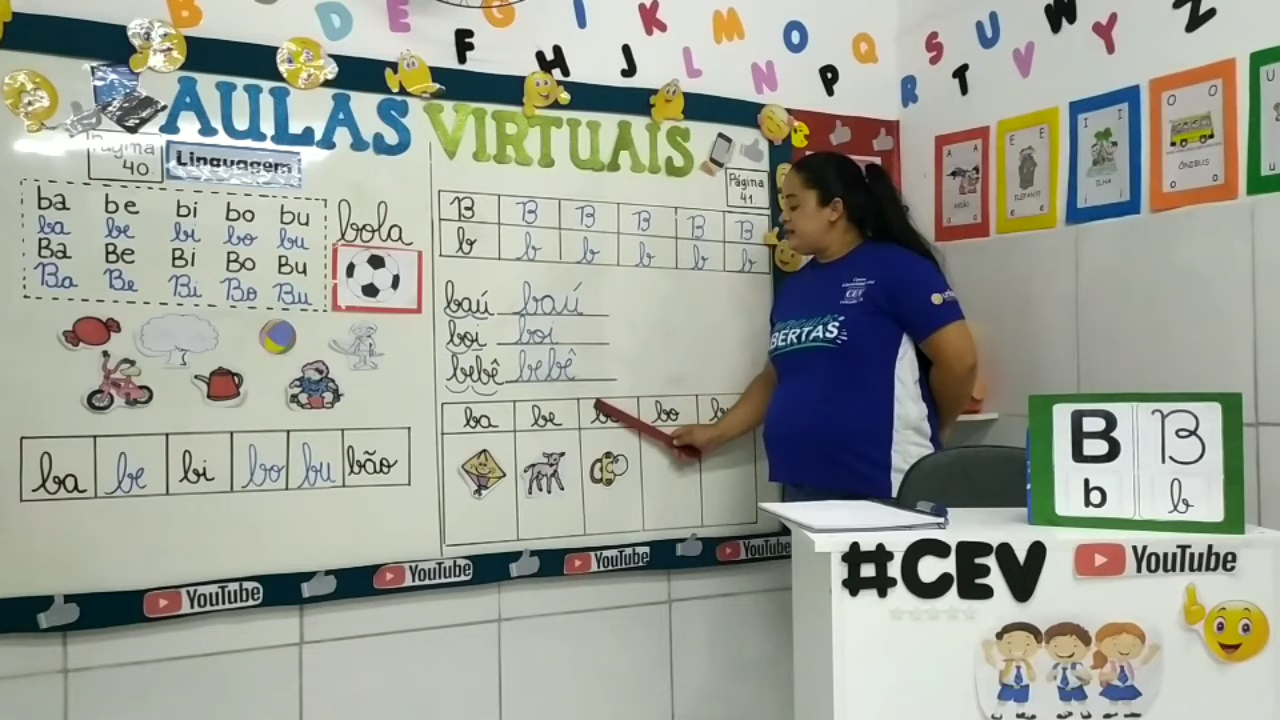 B D E G I K M O Q S U W Y Z
F H J L N P R T V
AULAS VIRTUAIS
Página
40
Linguagem
ba be bi bo bu
ba be bi bo bu
Ba Be Bi Bo Bu
Ba Be Bi Bo Bu
bola
ba be bi bo bu bão
Página
41
B B B B B B
b b b b b b
baú baú
boi boi
bebê bebê
ba be bo
YouTube YouTube YouTube YouTube
CEV
ABERTAS
A A
a
E E
ELEFANTE
e e
I I
ILHA
i i
O O
ÔNIBUS
o o
U
u
B B
b b
#CEV YouTube